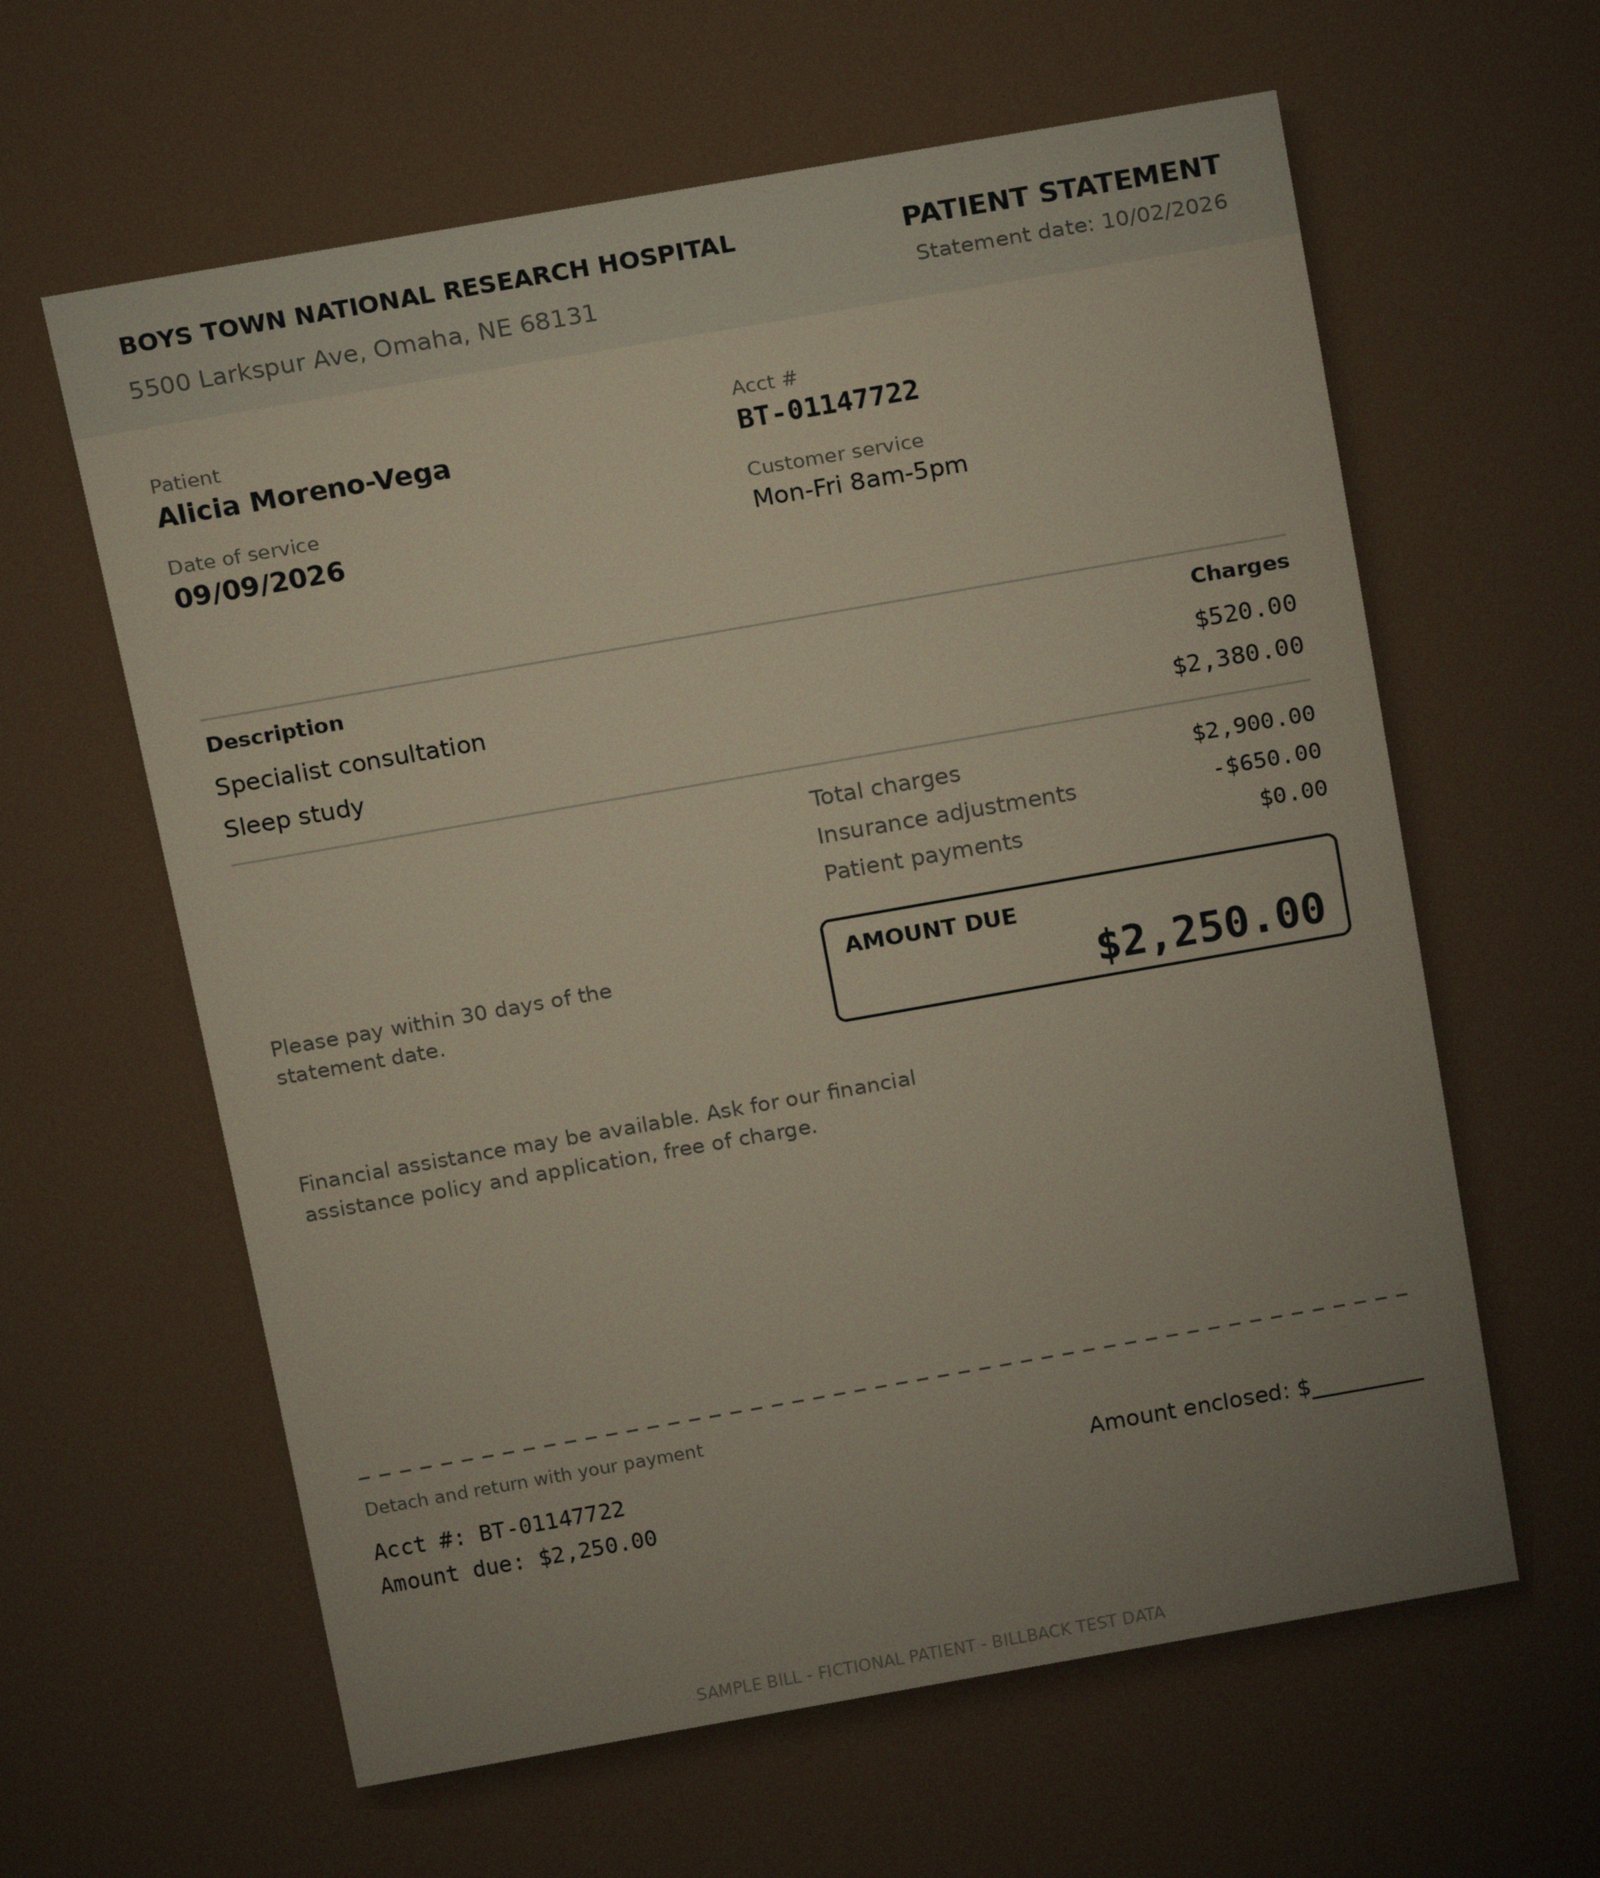 BOYS TOWN NATIONAL RESEARCH HOSPITAL
5500 Larkspur Ave, Omaha, NE 68131
PATIENT STATEMENT
Statement date: 10/02/2026
Patient
Alicia Moreno-Vega
Date of service
09/09/2026
Acct #
BT-01147722
Customer service
Mon-Fri 8am-5pm
Description Charges
Specialist consultation $520.00
Sleep study $2,380.00
Total charges $2,900.00
Insurance adjustments -$650.00
Patient payments $0.00
AMOUNT DUE $2,250.00
Please pay within 30 days of the
statement date.
Financial assistance may be available. Ask for our financial
assistance policy and application, free of charge.
Detach and return with your payment
Acct #: BT-01147722
Amount due: $2,250.00
Amount enclosed: $________
SAMPLE BILL - FICTIONAL PATIENT - BILLBACK TEST DATA